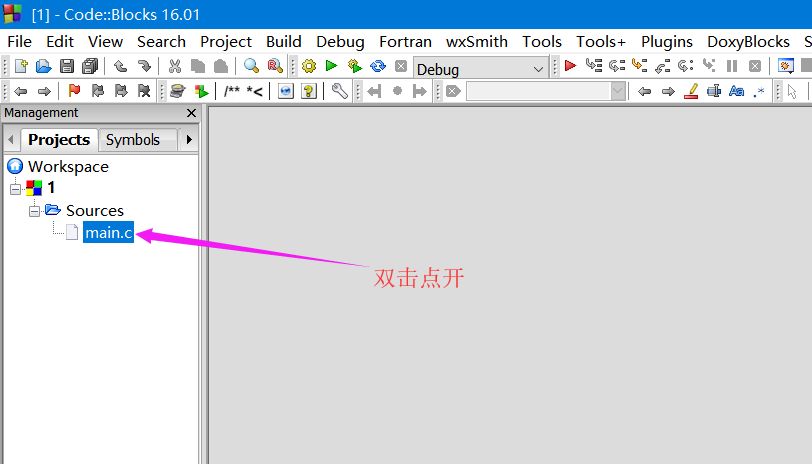 [1] - Code::Blocks 16.01
File Edit View Search Project Build Debug Fortran wxSmith Tools Tools+ Plugins DoxyBlocks S
Debug
/** *<
Aa .*
Management
Projects Symbols
Workspace
1
Sources
main.c
双击点开